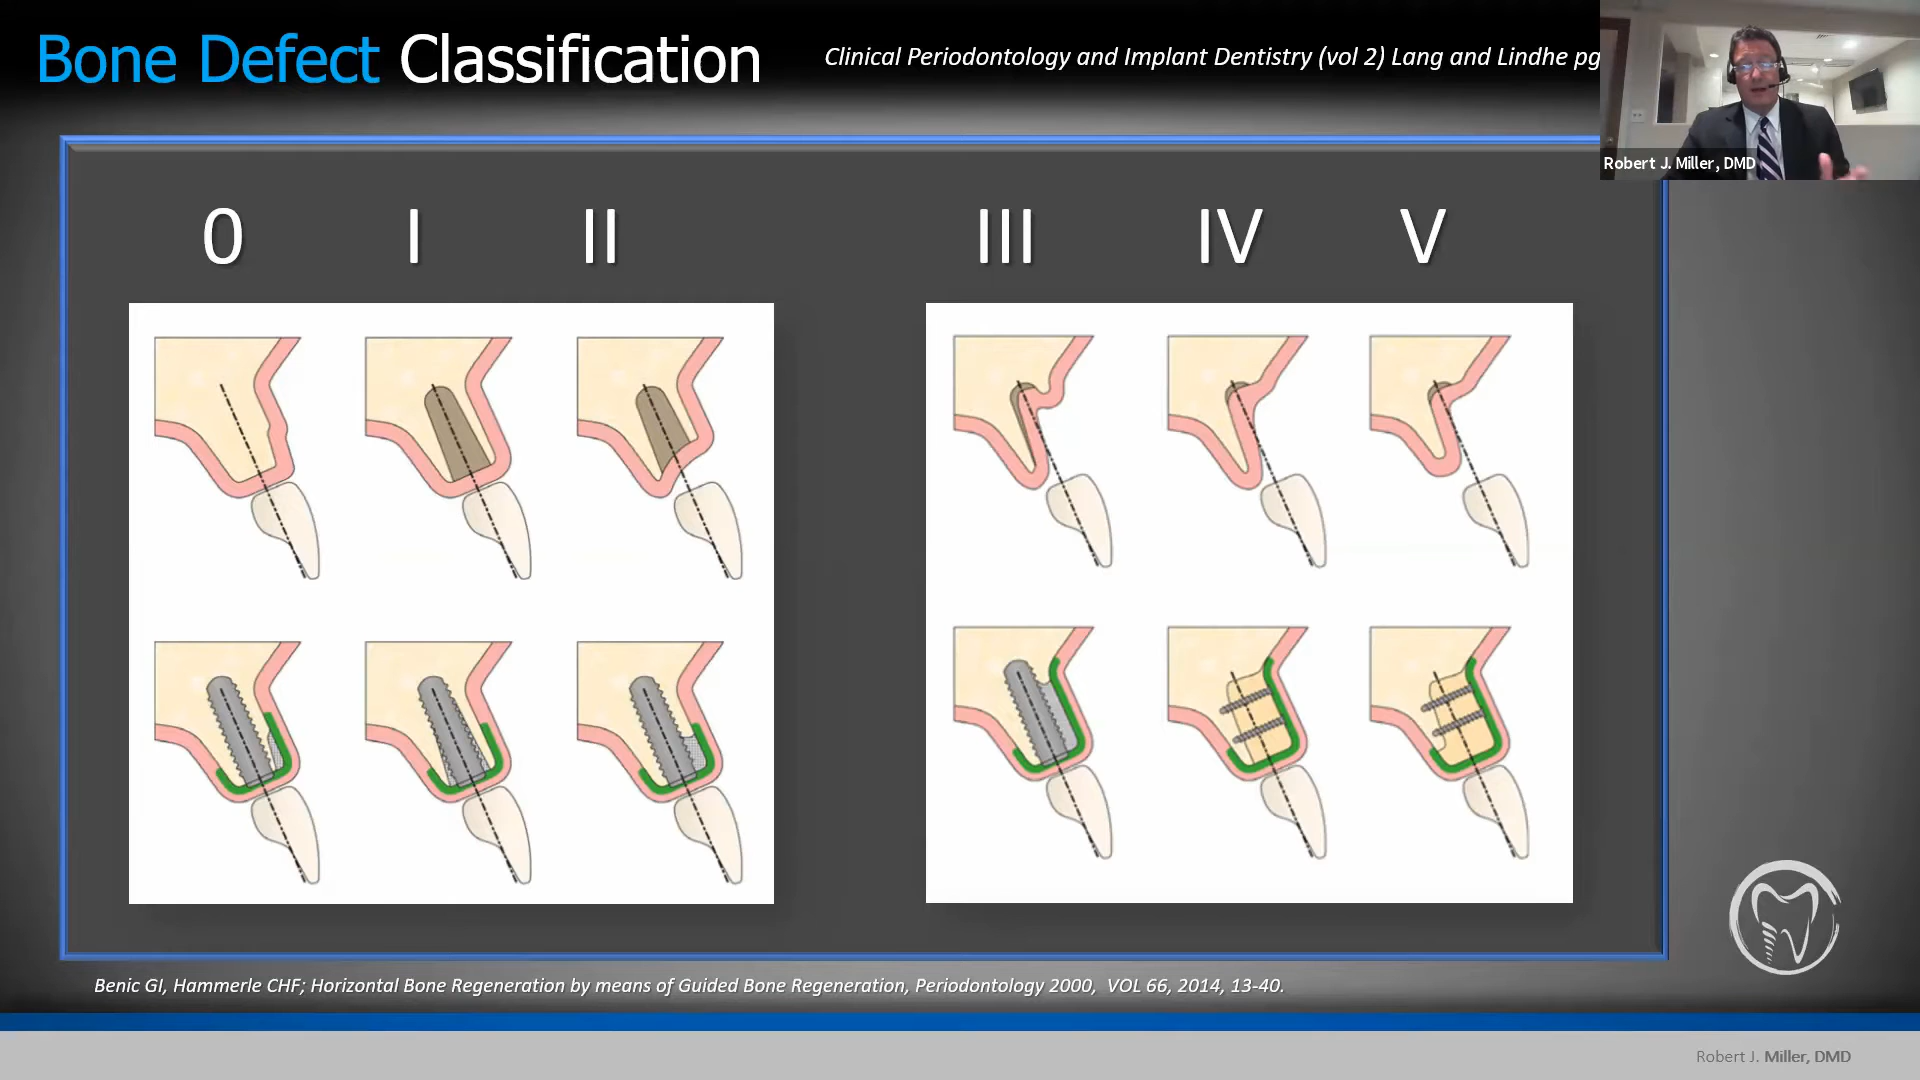 Bone Defect Classification
Clinical Periodontology and Implant Dentistry (vol 2) Lang and Lindhe pg
Robert J. Miller, DMD
0 I II III IV V
Benic GI, Hammerle CHF; Horizontal Bone Regeneration by means of Guided Bone Regeneration, Periodontology 2000, VOL 66, 2014, 13-40.
Robert J. Miller, DMD